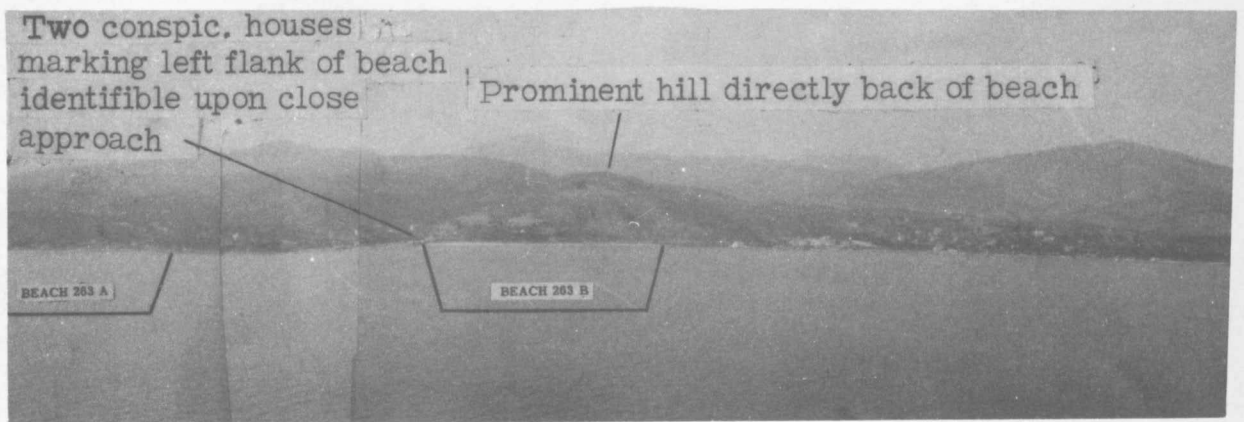 Two conspic. houses
marking left flank of beach
identifible upon close
approach
Prominent hill directly back of beach
BEACH 263 A
BEACH 263 B